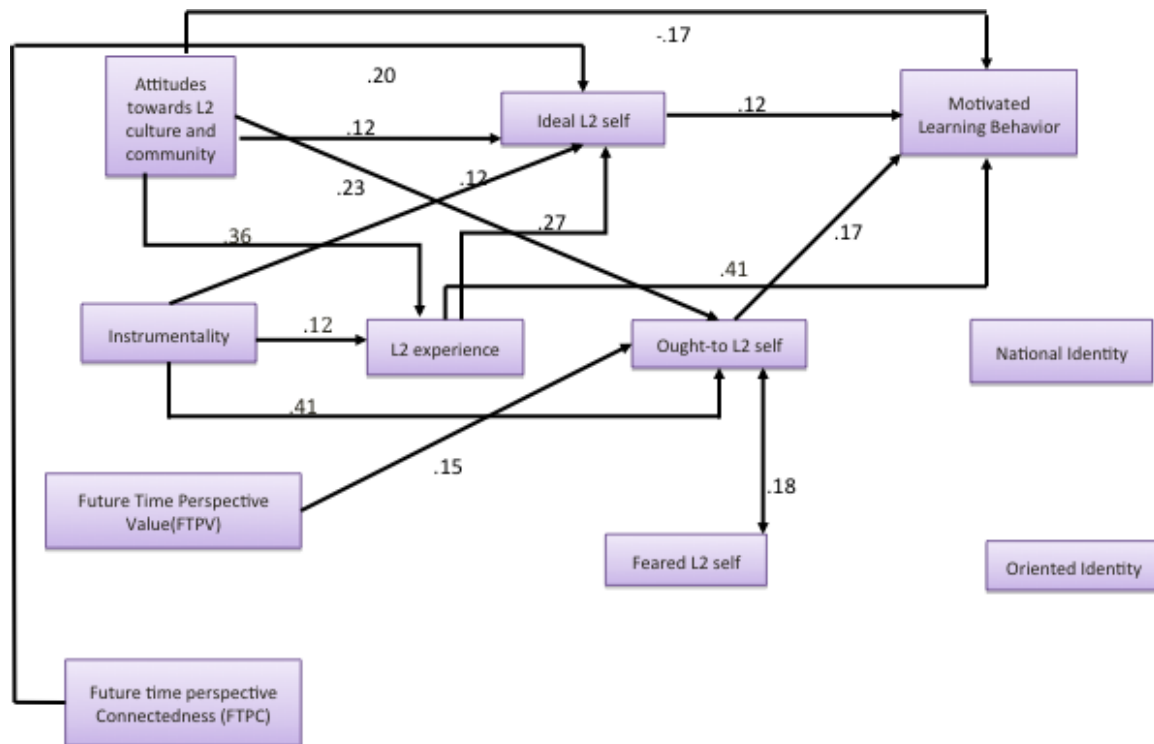 -.17
.20
Attitudes
towards L2
culture and
community
.12
Ideal L2 self
.12
Motivated
Learning Behavior
.23
.12
.36
.27
.17
.41
Instrumentality
.12
L2 experience
Ought-to L2 self
National Identity
.41
.15
.18
Future Time Perspective
Value(FTPV)
Feared L2 self
Oriented Identity
Future time perspective
Connectedness (FTPC)